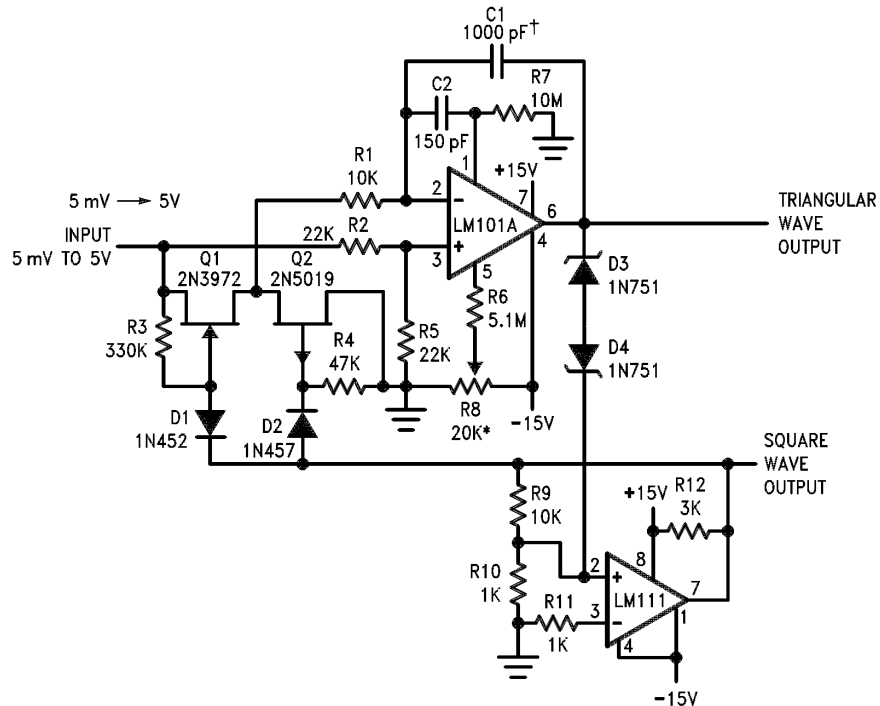 C1
1000 pF†
R7
10M
C2
150 pF
R1
10K
1
+15V
7
2
−
LM101A
6
4
5 mV → 5V
TRIANGULAR
WAVE
OUTPUT
INPUT
5 mV TO 5V
22K
R2
+
3
5
Q1
2N3972
Q2
2N5019
D3
1N751
R6
5.1M
R3
330K
R4
47K
R5
22K
D4
1N751
R8
20K*
−15V
D1
1N452
D2
1N457
SQUARE
WAVE
OUTPUT
R9
10K
+15V
R12
3K
R10
1K
2
+
8
LM111
7
R11
1K
3
−
1
4
−15V